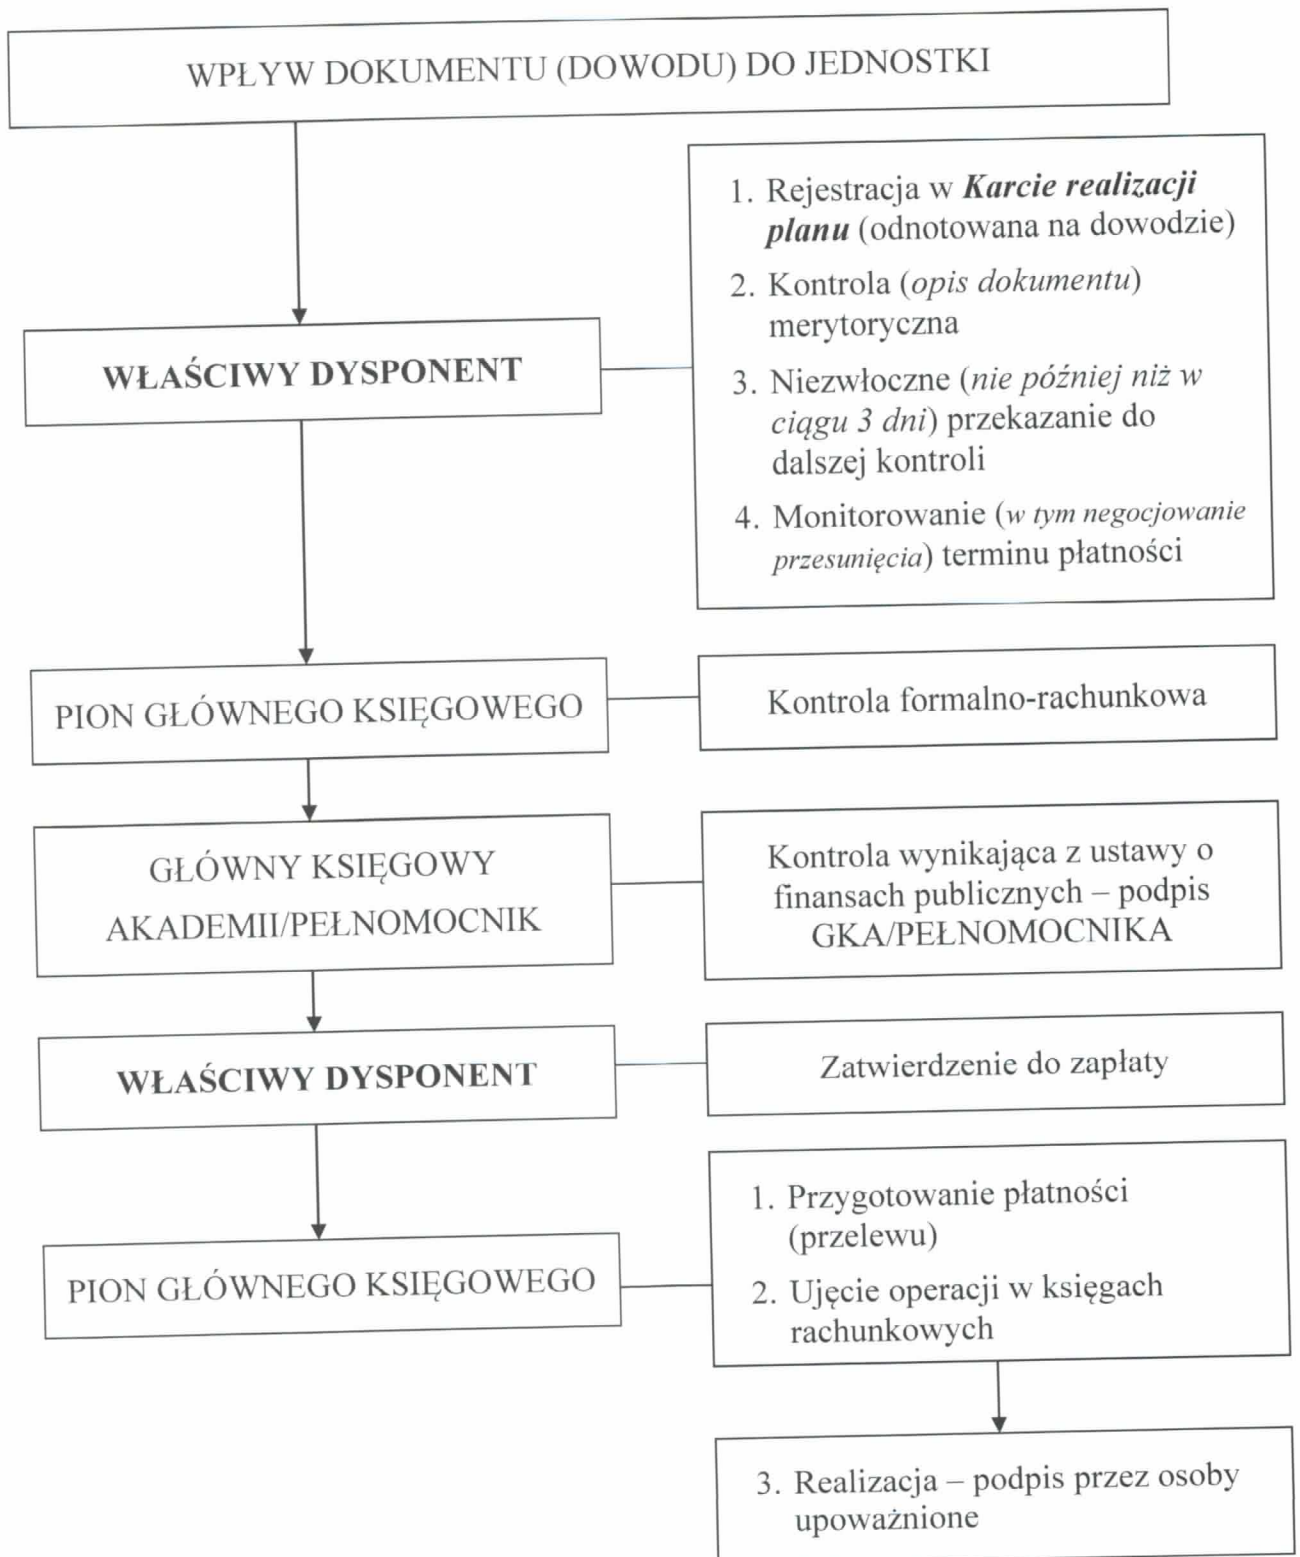 WPŁYW DOKUMENTU (DOWODU) DO JEDNOSTKI
WŁAŚCIWY DYSPONENT
1. Rejestracja w Karcie realizacji
planu (odnotowana na dowodzie)
2. Kontrola (opis dokumentu)
merytoryczna
3. Niezwłoczne (nie później niż w
ciągu 3 dni) przekazanie do
dalszej kontroli
4. Monitorowanie (w tym negocjowanie
przesunięcia) terminu płatności
PION GŁÓWNEGO KSIĘGOWEGO
Kontrola formalno-rachunkowa
GŁÓWNY KSIĘGOWY
AKADEMII/PEŁNOMOCNIK
Kontrola wynikająca z ustawy o
finansach publicznych – podpis
GKA/PEŁNOMOCNIKA
WŁAŚCIWY DYSPONENT
Zatwierdzenie do zapłaty
PION GŁÓWNEGO KSIĘGOWEGO
1. Przygotowanie płatności
(przelewu)
2. Ujęcie operacji w księgach
rachunkowych
3. Realizacja – podpis przez osoby
upoważnione